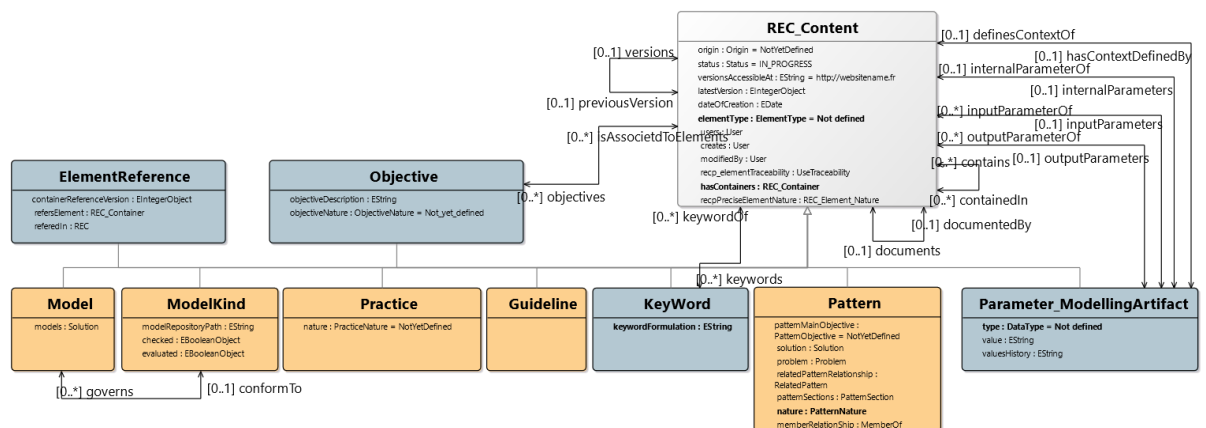 REC_Content
origin : Origin = NotYetDefined
status : Status = IN_PROGRESS
versionsAccessibleAt : EString = http://websitename.fr
latestVersion : EIntegerObject
dateOfCreation : EDate
elementType : ElementType = Not defined
users : User
creates : User
modifiedBy : User
recp_elementTraceability : UseTraceability
hasContainers : REC_Container
recpPreciseElementNature : REC_Element_Nature
[0..1] versions
[0..1] previousVersion
[0..*] isAssociedToElements
[0..*] objectives
[0..*] keywordOf
[0..*] keywords
[0..1] definesContextOf
[0..1] hasContextDefinedBy
[0..1] internalParameterOf
[0..1] internalParameters
[0..*] inputParameterOf
[0..1] inputParameters
[0..*] outputParameterOf
[0..1] outputParameters
[0..*] contains
[0..*] containedIn
[0..1] documentedBy
[0..1] documents
ElementReference
containerReferenceVersion : EIntegerObject
refersElement : REC_Container
referedIn : REC
Objective
objectiveDescription : EString
objectiveNature : ObjectiveNature = Not_yet_defined
Model
models : Solution
ModelKind
modelRepositoryPath : EString
checked : EBooleanObject
evaluated : EBooleanObject
[0..*] governs
[0..1] conformTo
Practice
nature : PracticeNature = NotYetDefined
Guideline
KeyWord
keywordFormulation : EString
Pattern
patternMainObjective :
PatternObjective = NotYetDefined
solution : Solution
problem : Problem
relatedPatternRelationship :
RelatedPattern
patternSections : PatternSection
nature : PatternNature
memberRelationShip : MemberOf
Parameter_ModellingArtifact
type : DataType = Not defined
value : EString
valuesHistory : EString